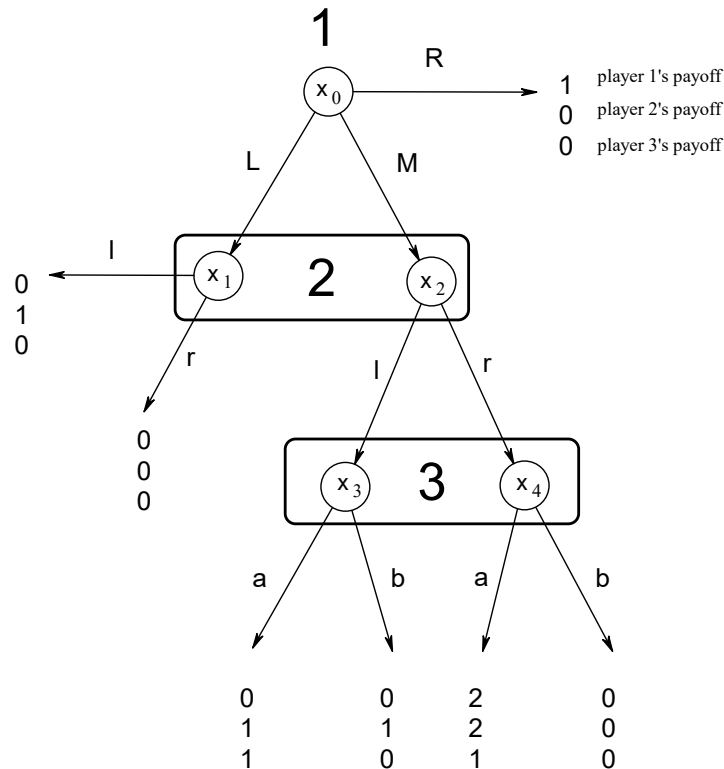 1
R
x0
1 player 1's payoff
0 player 2's payoff
0 player 3's payoff
L
M
l
x1
2
x2
0
1
0
r
l
r
0
0
0
x3
3
x4
a
b
a
b
0 0 2 0
1 1 2 0
1 0 1 0